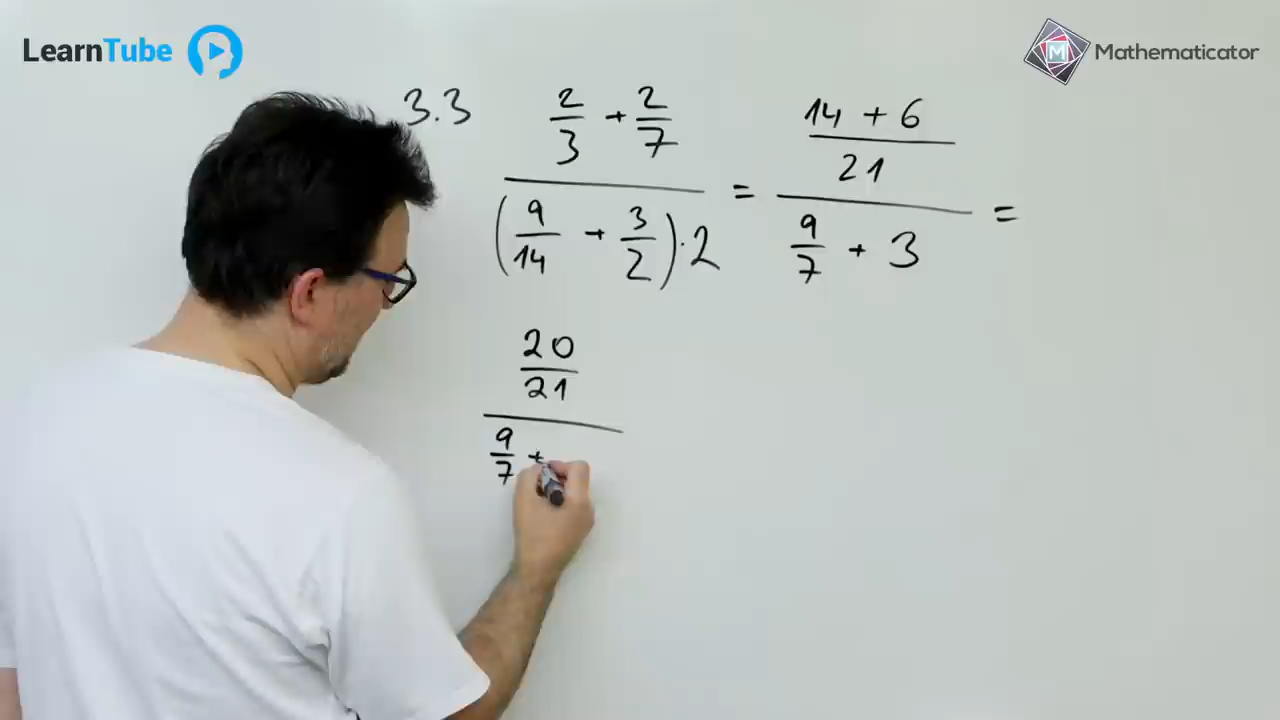 LearnTube
Mathematicator
3.3
2/3 + 2/7
(9/14 + 3/2) · 2
=
14 + 6
21
9/7 + 3
=
20
21
9/7 +